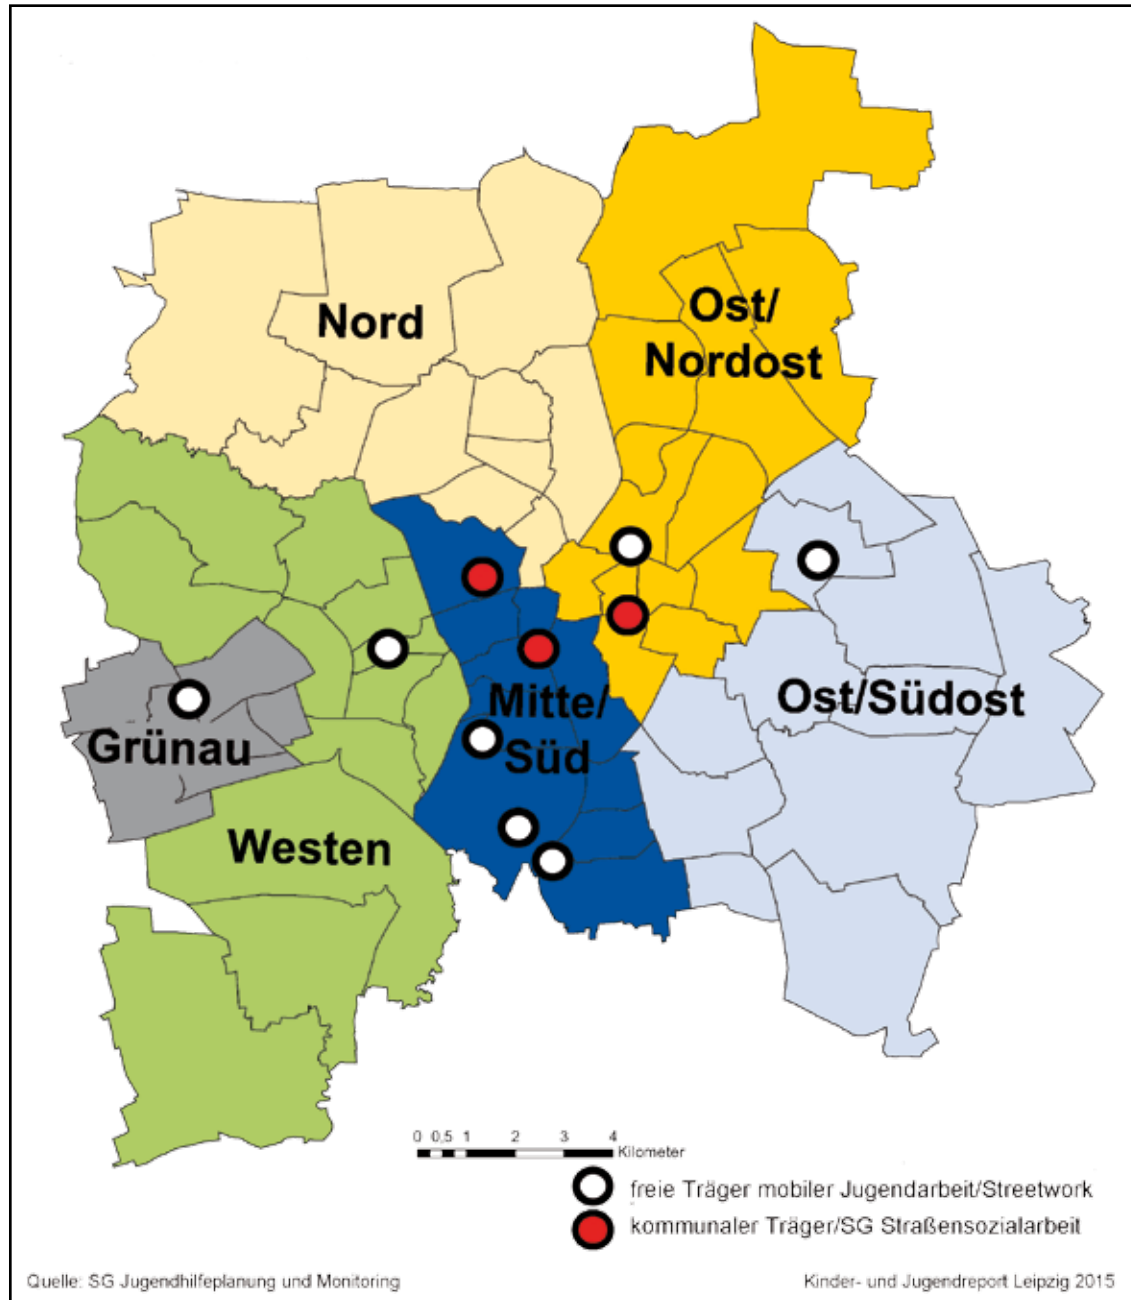 Nord
Ost/
Nordost
Mitte/
Süd
Ost/Südost
Grünau
Westen
0 0,5 1 2 3 4
Kilometer
freie Träger mobiler Jugendarbeit/Streetwork
kommunaler Träger/SG Straßensozialarbeit
Quelle: SG Jugendhilfeplanung und Monitoring
Kinder- und Jugendreport Leipzig 2015